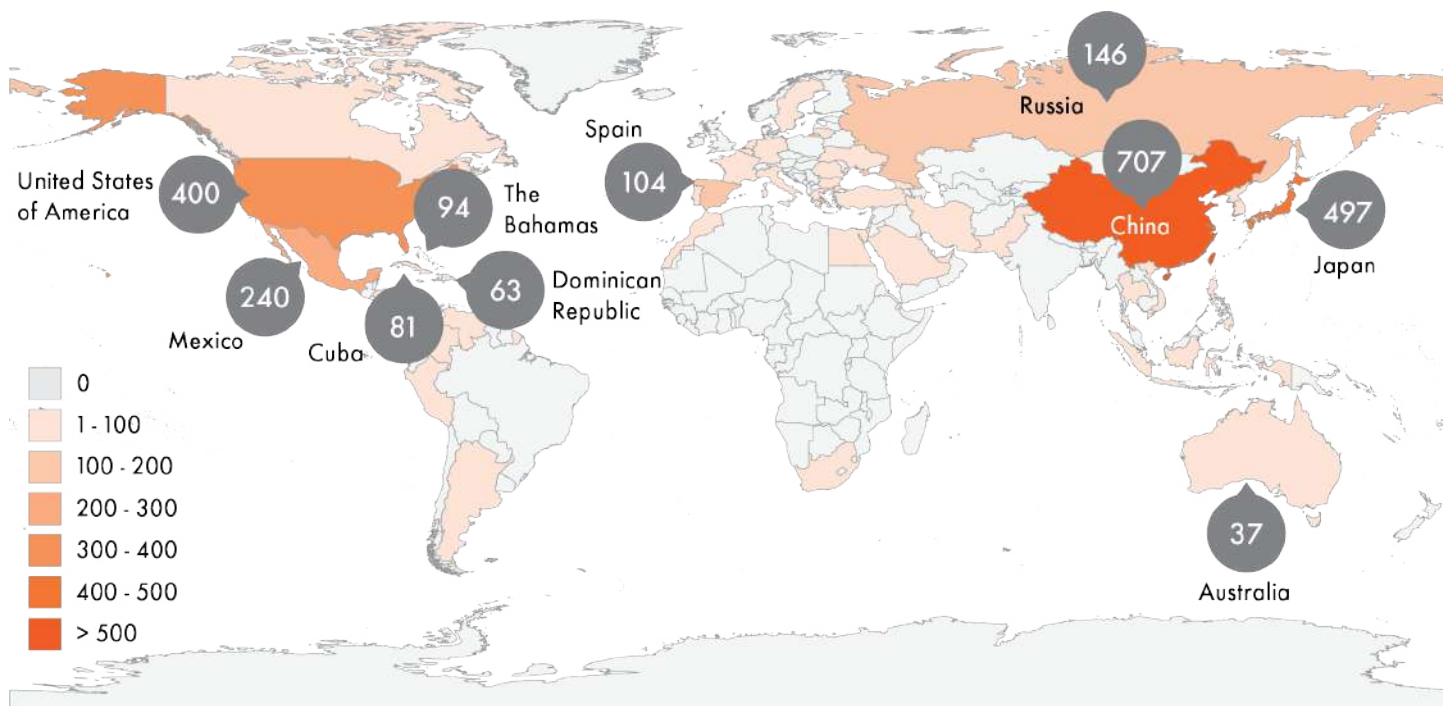 146
Russia
Spain
707
104
United States
of America
400
94
The
Bahamas
China
497
Japan
240
Mexico
81
Cuba
63
Dominican
Republic
0
1 - 100
100 - 200
200 - 300
300 - 400
400 - 500
> 500
37
Australia